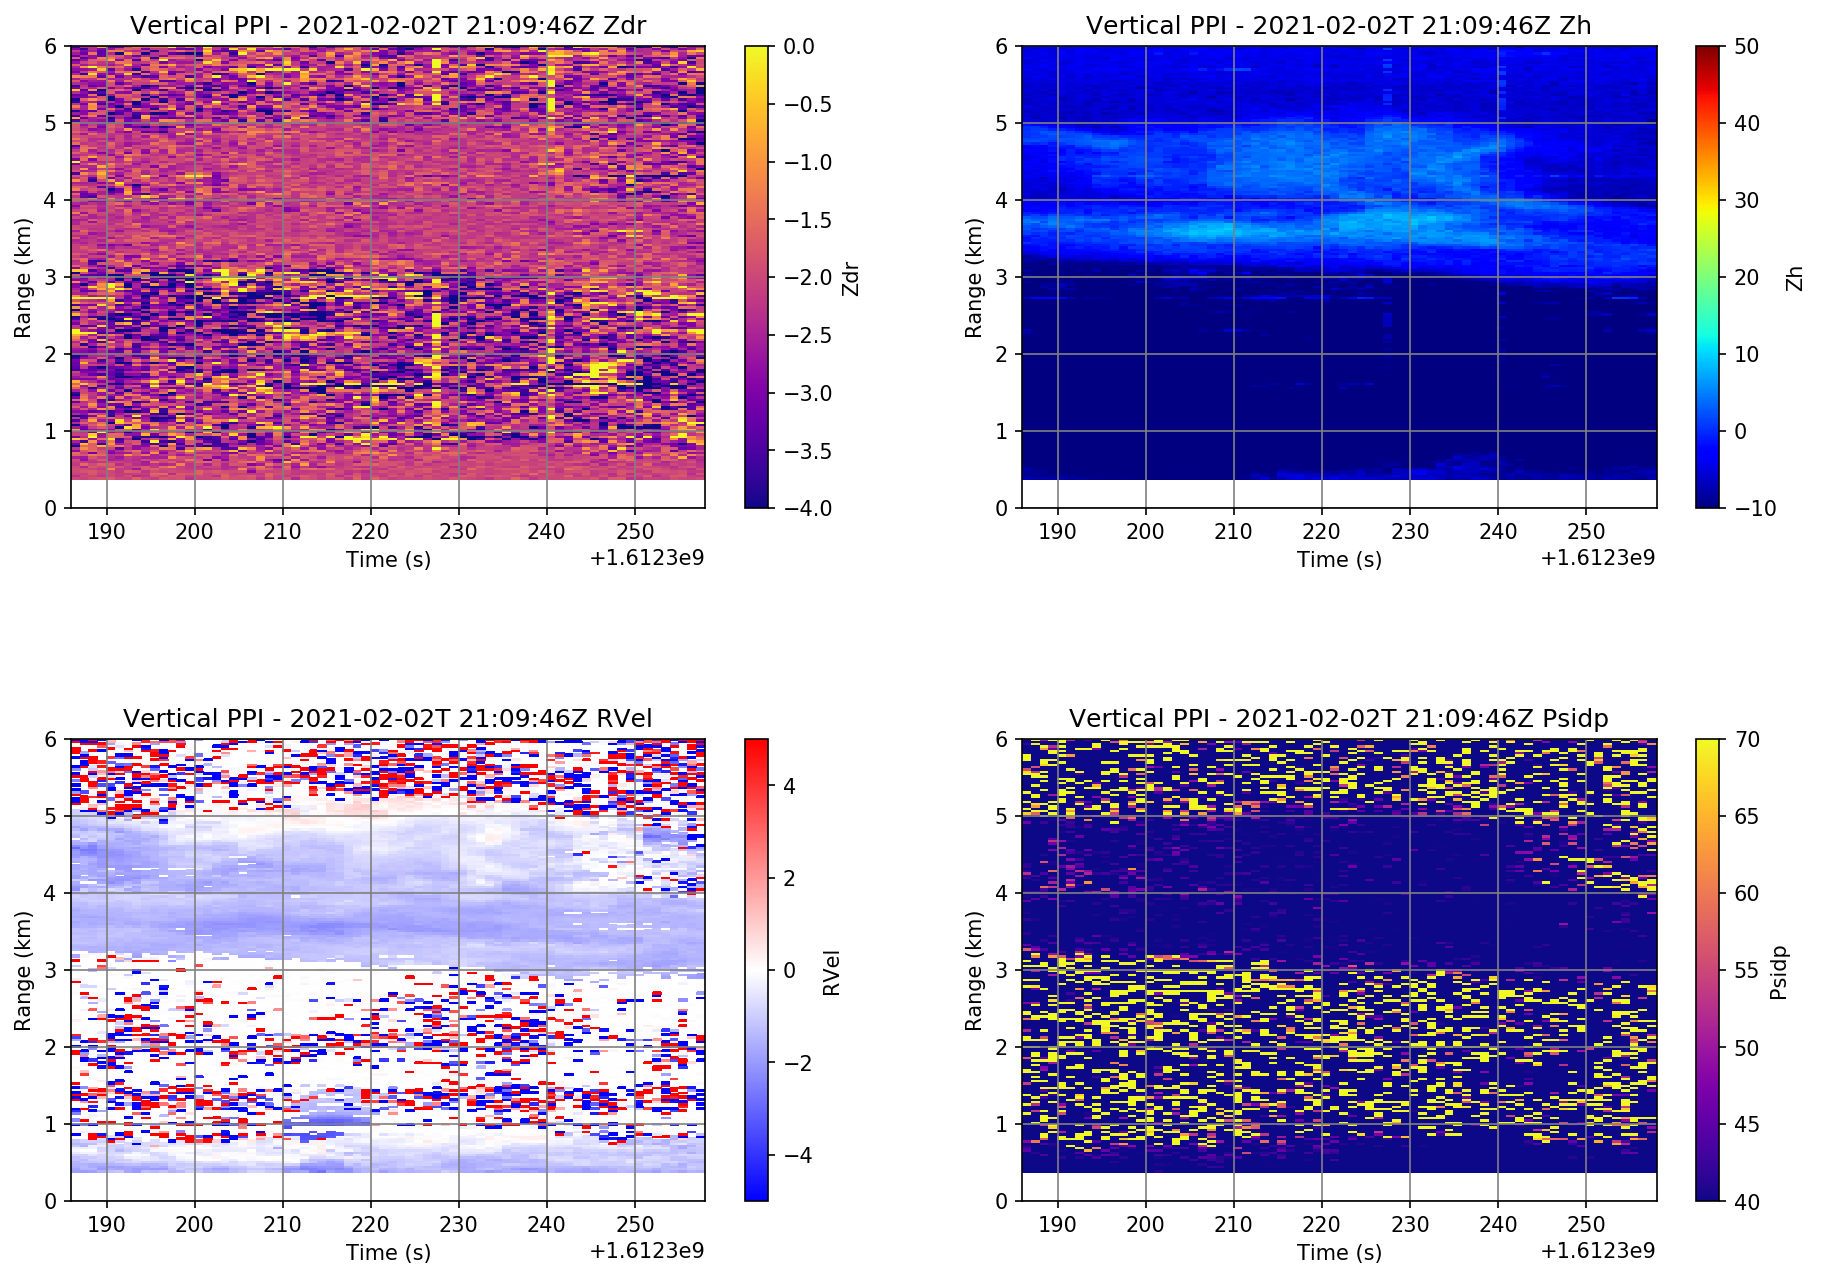 Vertical PPI - 2021-02-02T 21:09:46Z Zdr
6
5
4
3
2
1
0
Range (km)
190 200 210 220 230 240 250
Time (s)
+1.6123e9
0.0
−0.5
−1.0
−1.5
−2.0
−2.5
−3.0
−3.5
−4.0
Zdr
Vertical PPI - 2021-02-02T 21:09:46Z Zh
6
5
4
3
2
1
0
Range (km)
190 200 210 220 230 240 250
Time (s)
+1.6123e9
50
40
30
20
10
0
−10
Zh
Vertical PPI - 2021-02-02T 21:09:46Z RVel
6
5
4
3
2
1
0
Range (km)
190 200 210 220 230 240 250
Time (s)
+1.6123e9
4
2
0
−2
−4
RVel
Vertical PPI - 2021-02-02T 21:09:46Z Psidp
6
5
4
3
2
1
0
Range (km)
190 200 210 220 230 240 250
Time (s)
+1.6123e9
70
65
60
55
50
45
40
Psidp